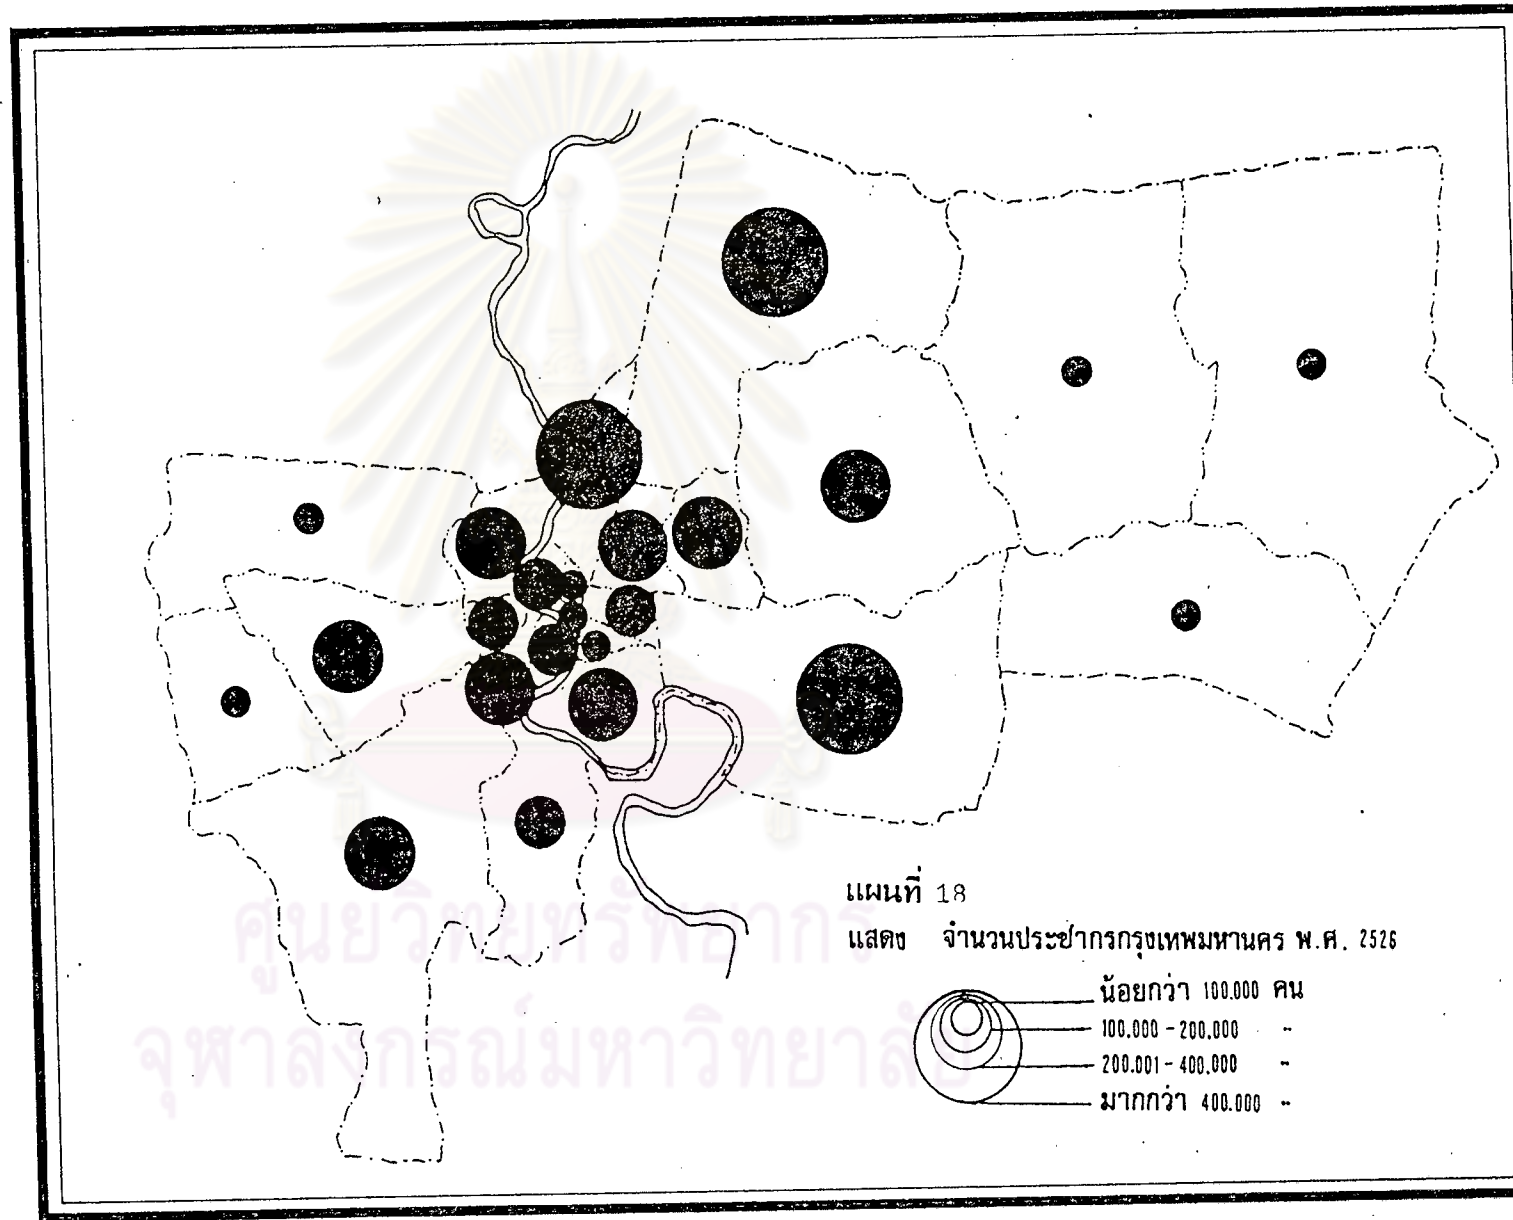 แผนที่ 18
แสดง จำนวนประชากรกรุงเทพมหานคร พ.ศ. 2526
น้อยกว่า 100.000 คน
100.000 - 200.000 "
200.001 - 400.000 "
มากกว่า 400.000 "
ศูนย์วิทยทรัพยากร
จุฬาลงกรณ์มหาวิทยาลัย